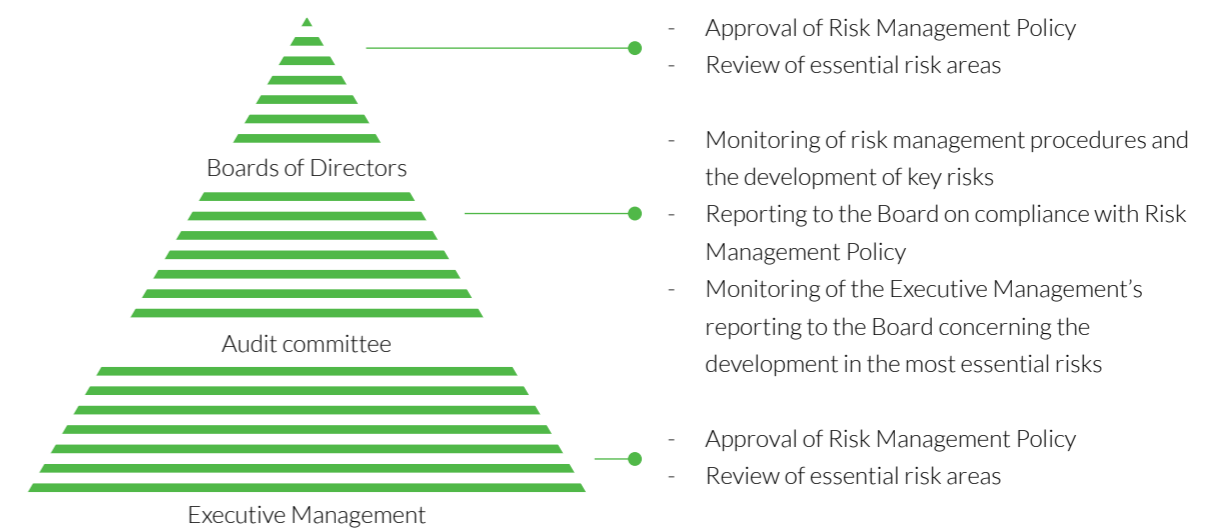 - Approval of Risk Management Policy
- Review of essential risk areas
- Monitoring of risk management procedures and
the development of key risks
Boards of Directors
- Reporting to the Board on compliance with Risk
Management Policy
- Monitoring of the Executive Management’s
reporting to the Board concerning the
development in the most essential risks
Audit committee
- Approval of Risk Management Policy
- Review of essential risk areas
Executive Management